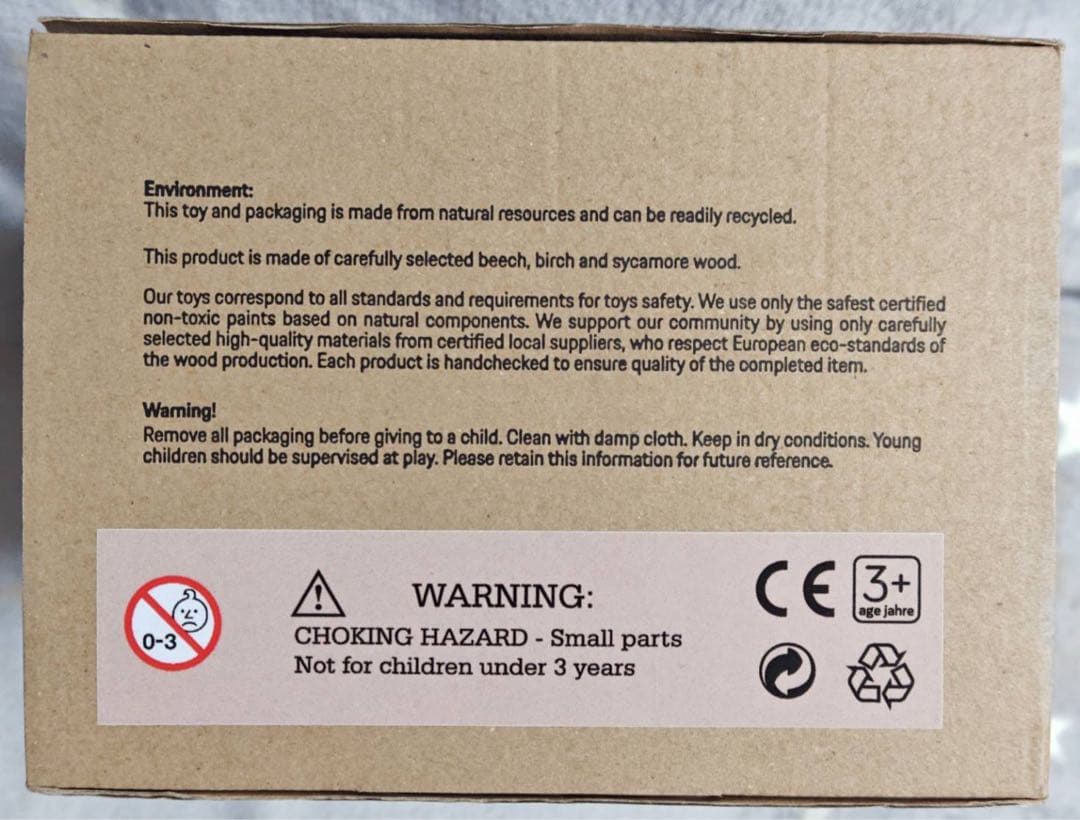 Environment:
This toy and packaging is made from natural resources and can be readily recycled.
This product is made of carefully selected beech, birch and sycamore wood.
Our toys correspond to all standards and requirements for toys safety. We use only the safest certified
non-toxic paints based on natural components. We support our community by using only carefully
selected high-quality materials from certified local suppliers, who respect European eco-standards of
the wood production. Each product is handchecked to ensure quality of the completed item.
Warning!
Remove all packaging before giving to a child. Clean with damp cloth. Keep in dry conditions. Young
children should be supervised at play. Please retain this information for future reference.
0-3
WARNING:
CHOKING HAZARD - Small parts
Not for children under 3 years
CE
3+
age jahre